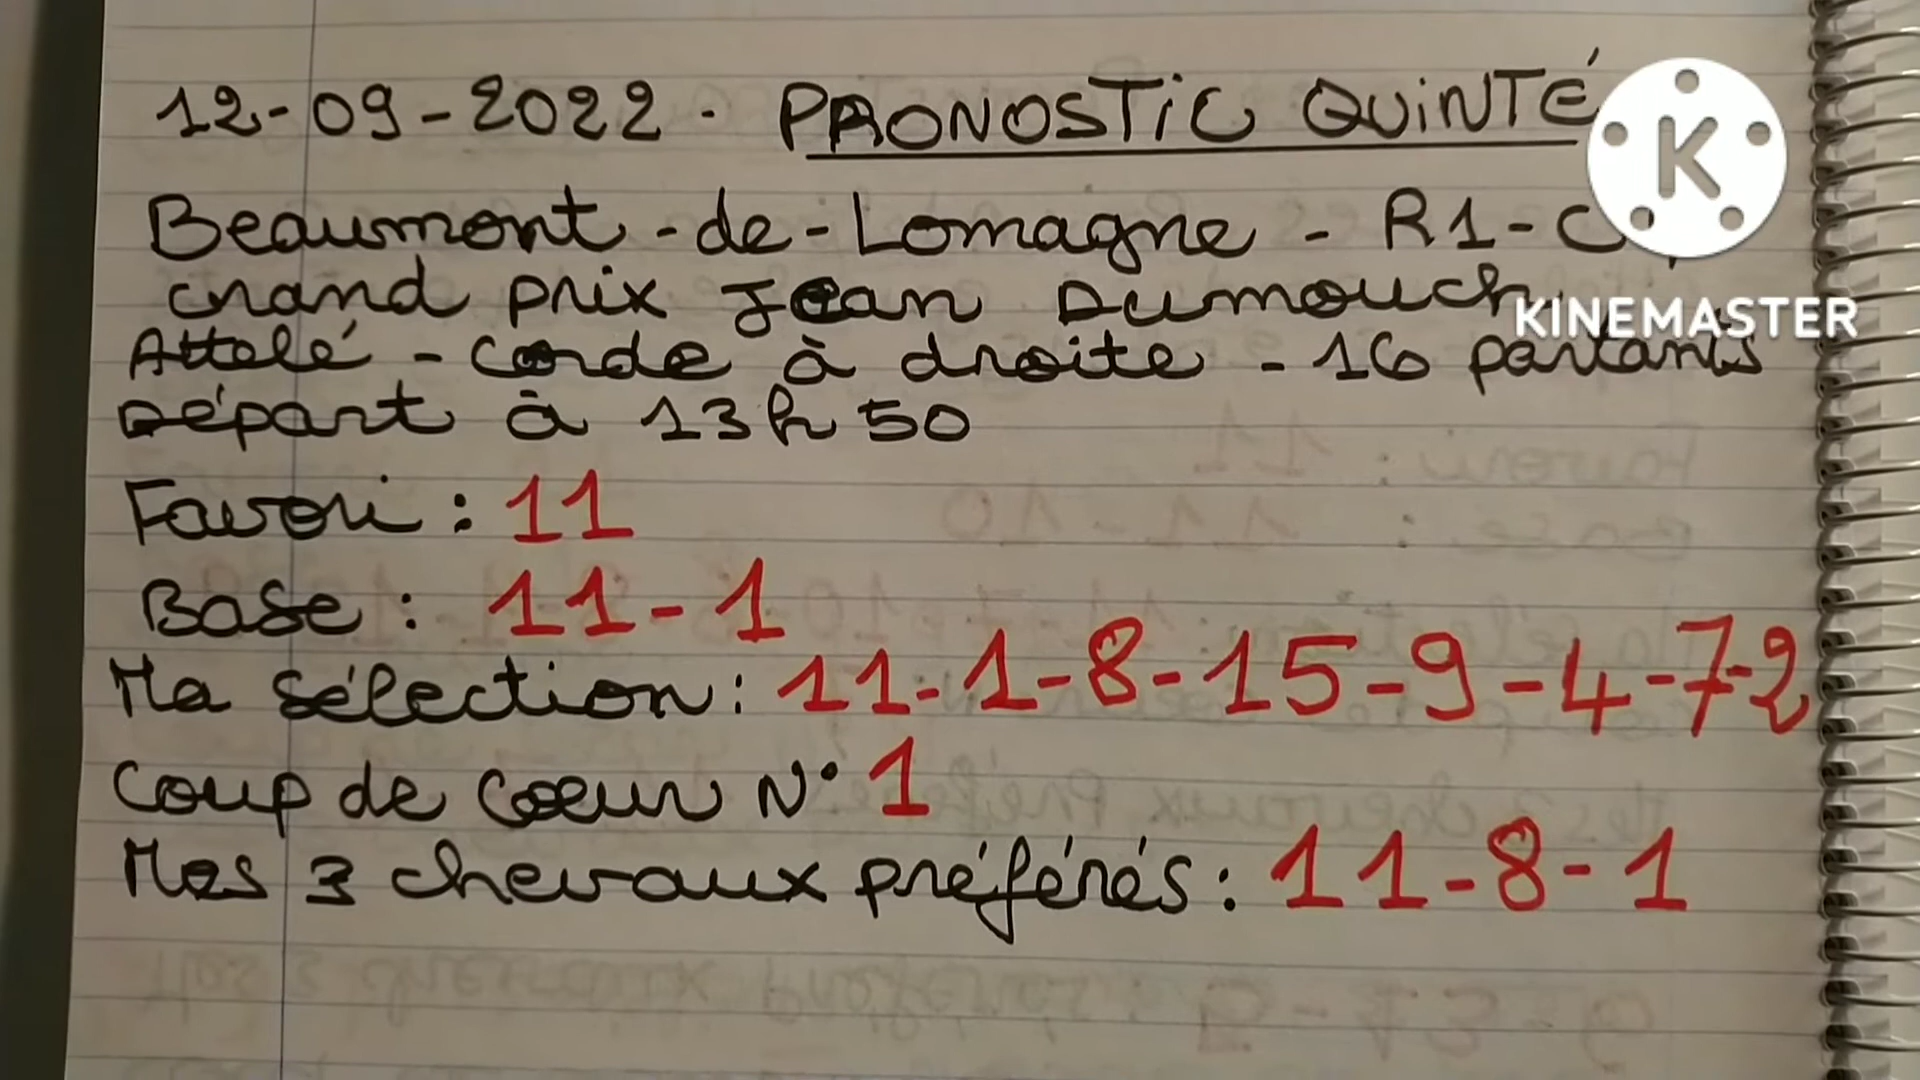 12-09-2022. PRONOSTIC QUINTÉ
Beaumont-de-Lomagne - R1-C
Grand prix Jean Dumouch
Attelé - Corde à droite - 16 partants
Départ à 13h50
Favori : 11
Base : 11-1
Ma sélection : 11-1-8-15-9-4-7-2
Coup de coeur N° 1
Mes 3 chevaux préférés : 11-8-1
K
KINEMASTER